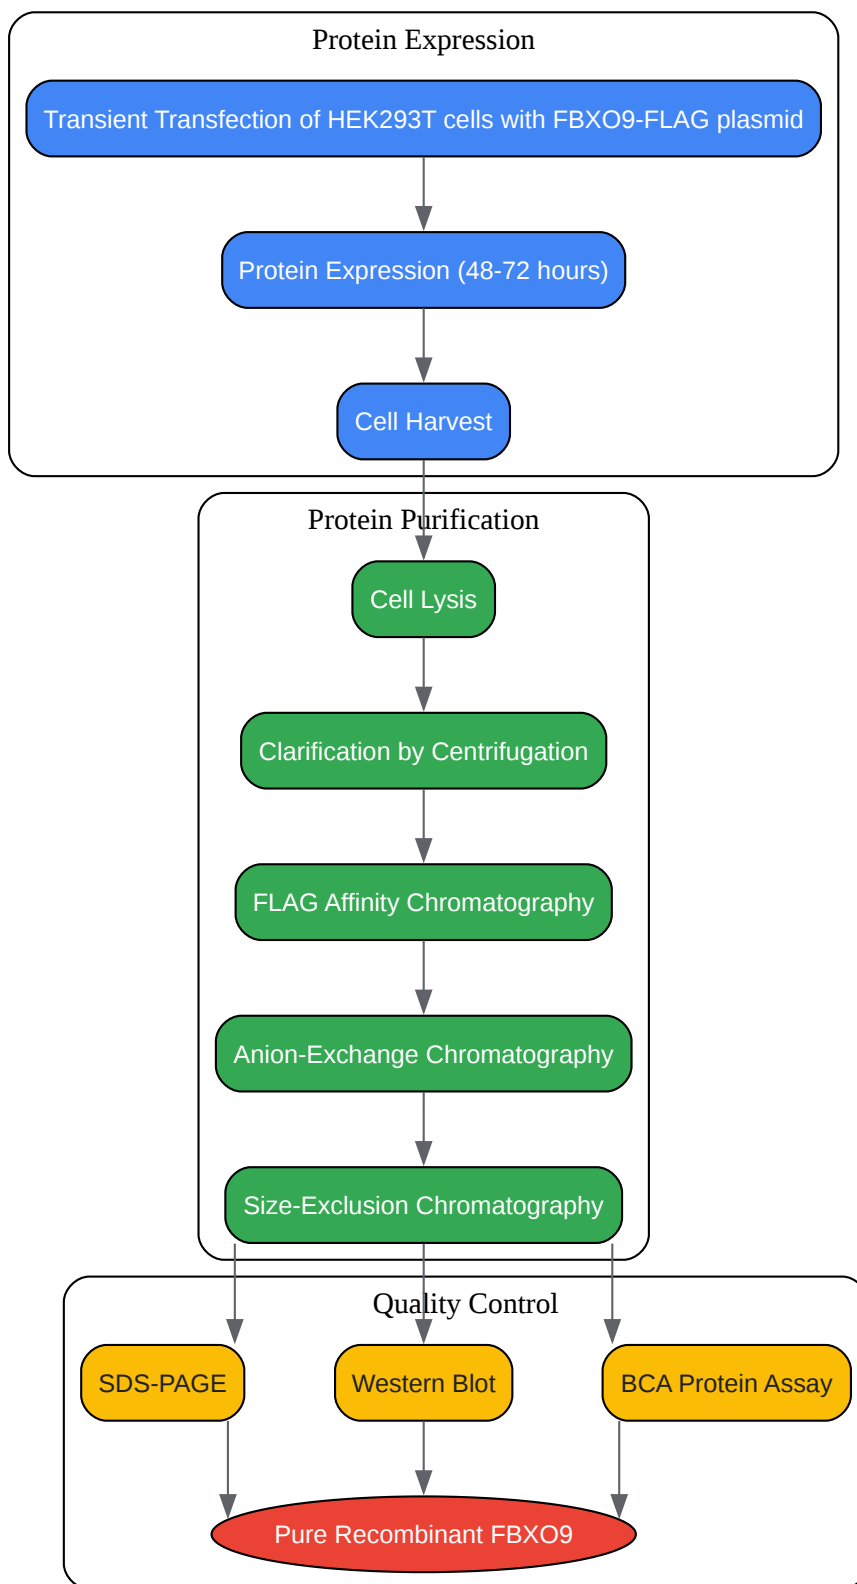 Protein Expression
Transient Transfection of HEK293T cells with FBXO9-FLAG plasmid
Protein Expression (48-72 hours)
Cell Harvest
Protein Purification
Cell Lysis
Clarification by Centrifugation
FLAG Affinity Chromatography
Anion-Exchange Chromatography
Size-Exclusion Chromatography
Quality Control
SDS-PAGE
Western Blot
BCA Protein Assay
Pure Recombinant FBXO9